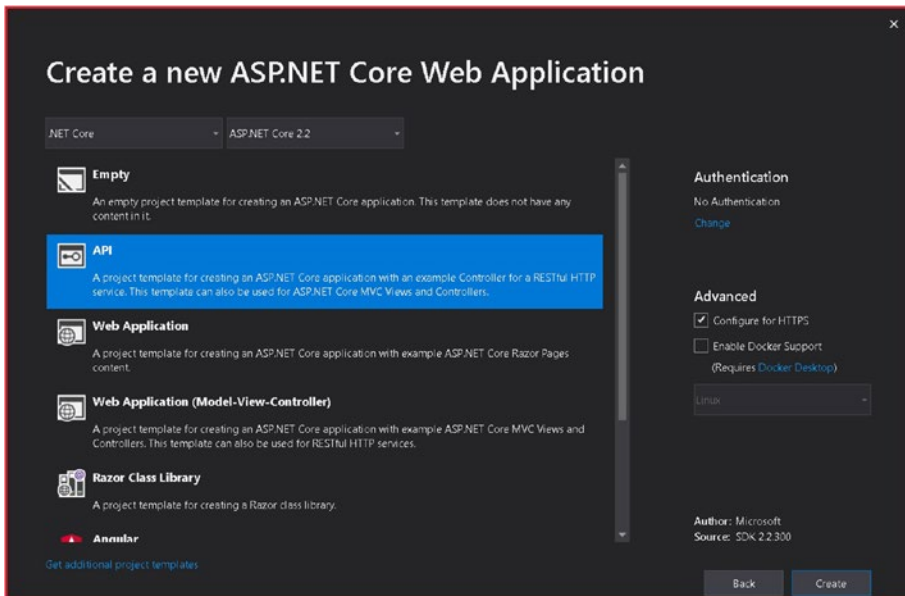 Create a new ASP.NET Core Web Application
.NET Core
ASP.NET Core 2.2
Empty
An empty project template for creating an ASP.NET Core application. This template does not have any
content in it.
API
A project template for creating an ASP.NET Core application with an example Controller for a RESTful HTTP
service. This template can also be used for ASP.NET Core MVC Views and Controllers.
Web Application
A project template for creating an ASP.NET Core application with example ASP.NET Core Razor Pages
content.
Web Application (Model-View-Controller)
A project template for creating an ASP.NET Core application with example ASP.NET Core MVC Views and
Controllers. This template can also be used for RESTful HTTP services.
Razor Class Library
A project template for creating a Razor class library.
Angular
Get additional project templates
Authentication
No Authentication
Change
Advanced
Configure for HTTPS
Enable Docker Support
(Requires Docker Desktop)
Linux
Author: Microsoft
Source: SDK 2.2.300
Back
Create